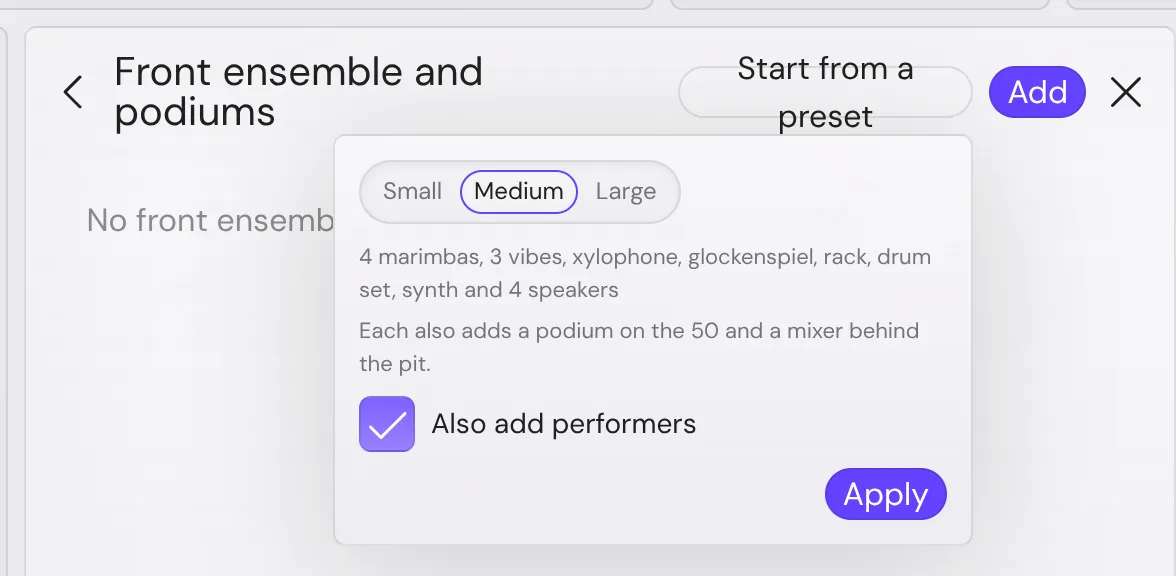 Front ensemble and
podiums
Start from a
preset
Add
No front ensemb
Small
Medium
Large
4 marimbas, 3 vibes, xylophone, glockenspiel, rack, drum
set, synth and 4 speakers
Each also adds a podium on the 50 and a mixer behind
the pit.
Also add performers
Apply